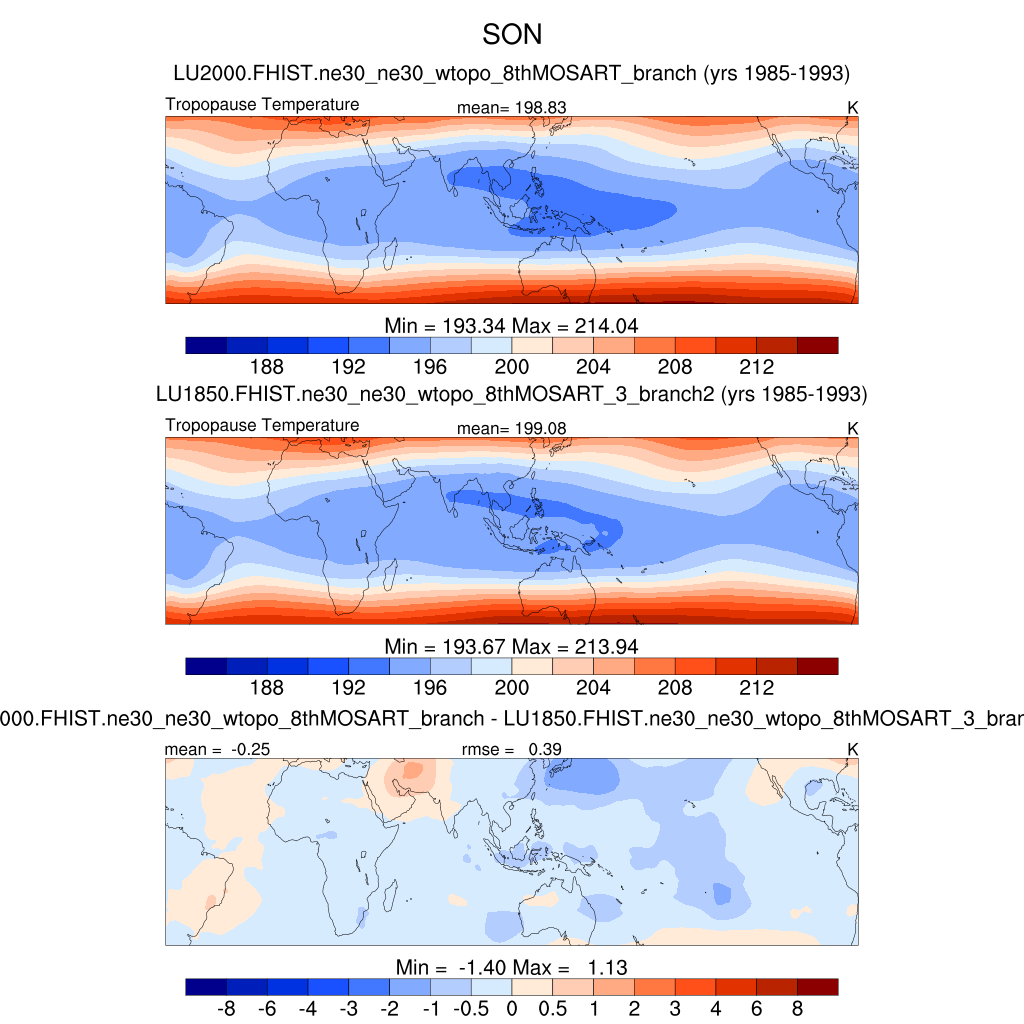 SON
LU2000.FHIST.ne30_ne30_wtopo_8thMOSART_branch (yrs 1985-1993)
Tropopause Temperature mean= 198.83 K
Min = 193.34 Max = 214.04
188 192 196 200 204 208 212
LU1850.FHIST.ne30_ne30_wtopo_8thMOSART_3_branch2 (yrs 1985-1993)
Tropopause Temperature mean= 199.08 K
Min = 193.67 Max = 213.94
188 192 196 200 204 208 212
000.FHIST.ne30_ne30_wtopo_8thMOSART_branch - LU1850.FHIST.ne30_ne30_wtopo_8thMOSART_3_bran
mean = -0.25 rmse = 0.39 K
Min = -1.40 Max = 1.13
-8 -6 -4 -3 -2 -1 -0.5 0 0.5 1 2 3 4 6 8